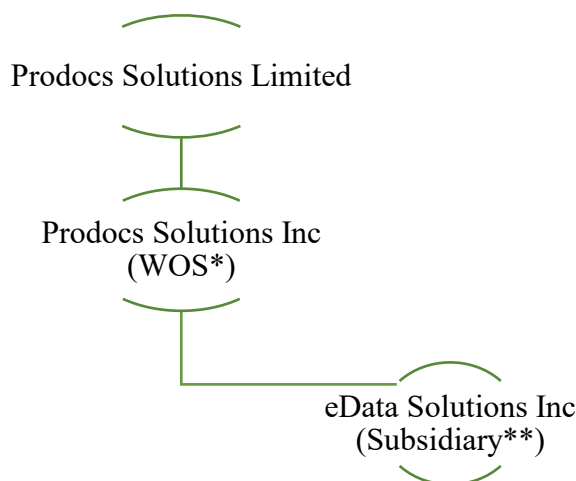 Prodocs Solutions Limited
Prodocs Solutions Inc
(WOS*)
eData Solutions Inc
(Subsidiary**)